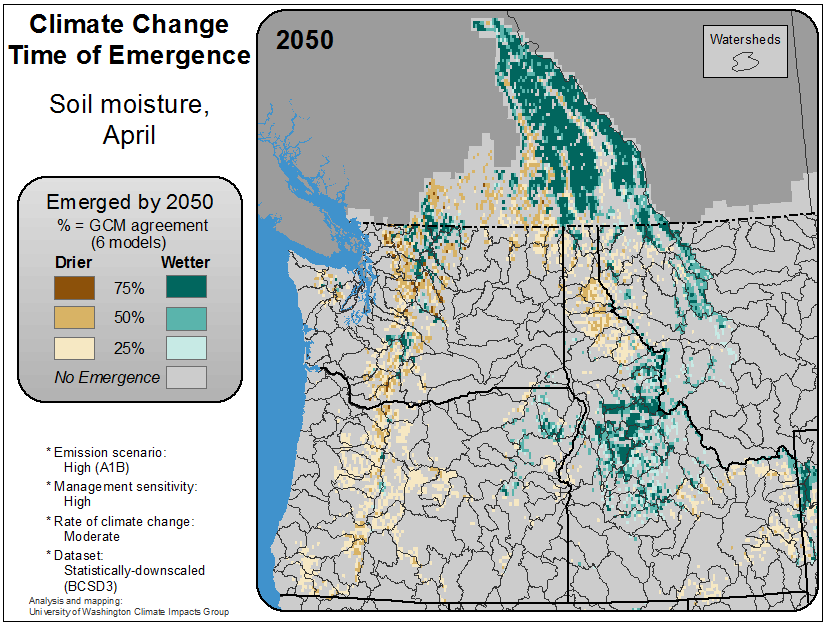 Climate Change
Time of Emergence
Soil moisture,
April
Emerged by 2050
% = GCM agreement
(6 models)
Drier
Wetter
75%
50%
25%
No Emergence
* Emission scenario:
High (A1B)
* Management sensitivity:
High
* Rate of climate change:
Moderate
* Dataset:
Statistically-downscaled
(BCSD3)
Analysis and mapping:
University of Washington Climate Impacts Group
2050
Watersheds